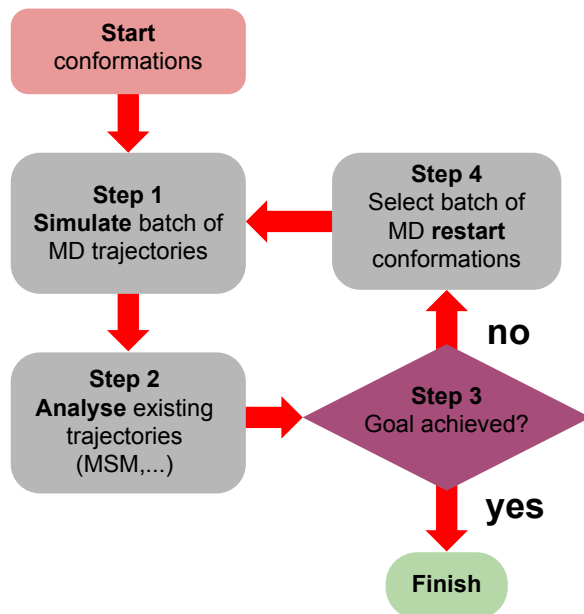 Start
conformations
Step 1
Simulate batch of
MD trajectories
Step 2
Analyse existing
trajectories
(MSM,...)
Step 3
Goal achieved?
no
Step 4
Select batch of
MD restart
conformations
yes
Finish